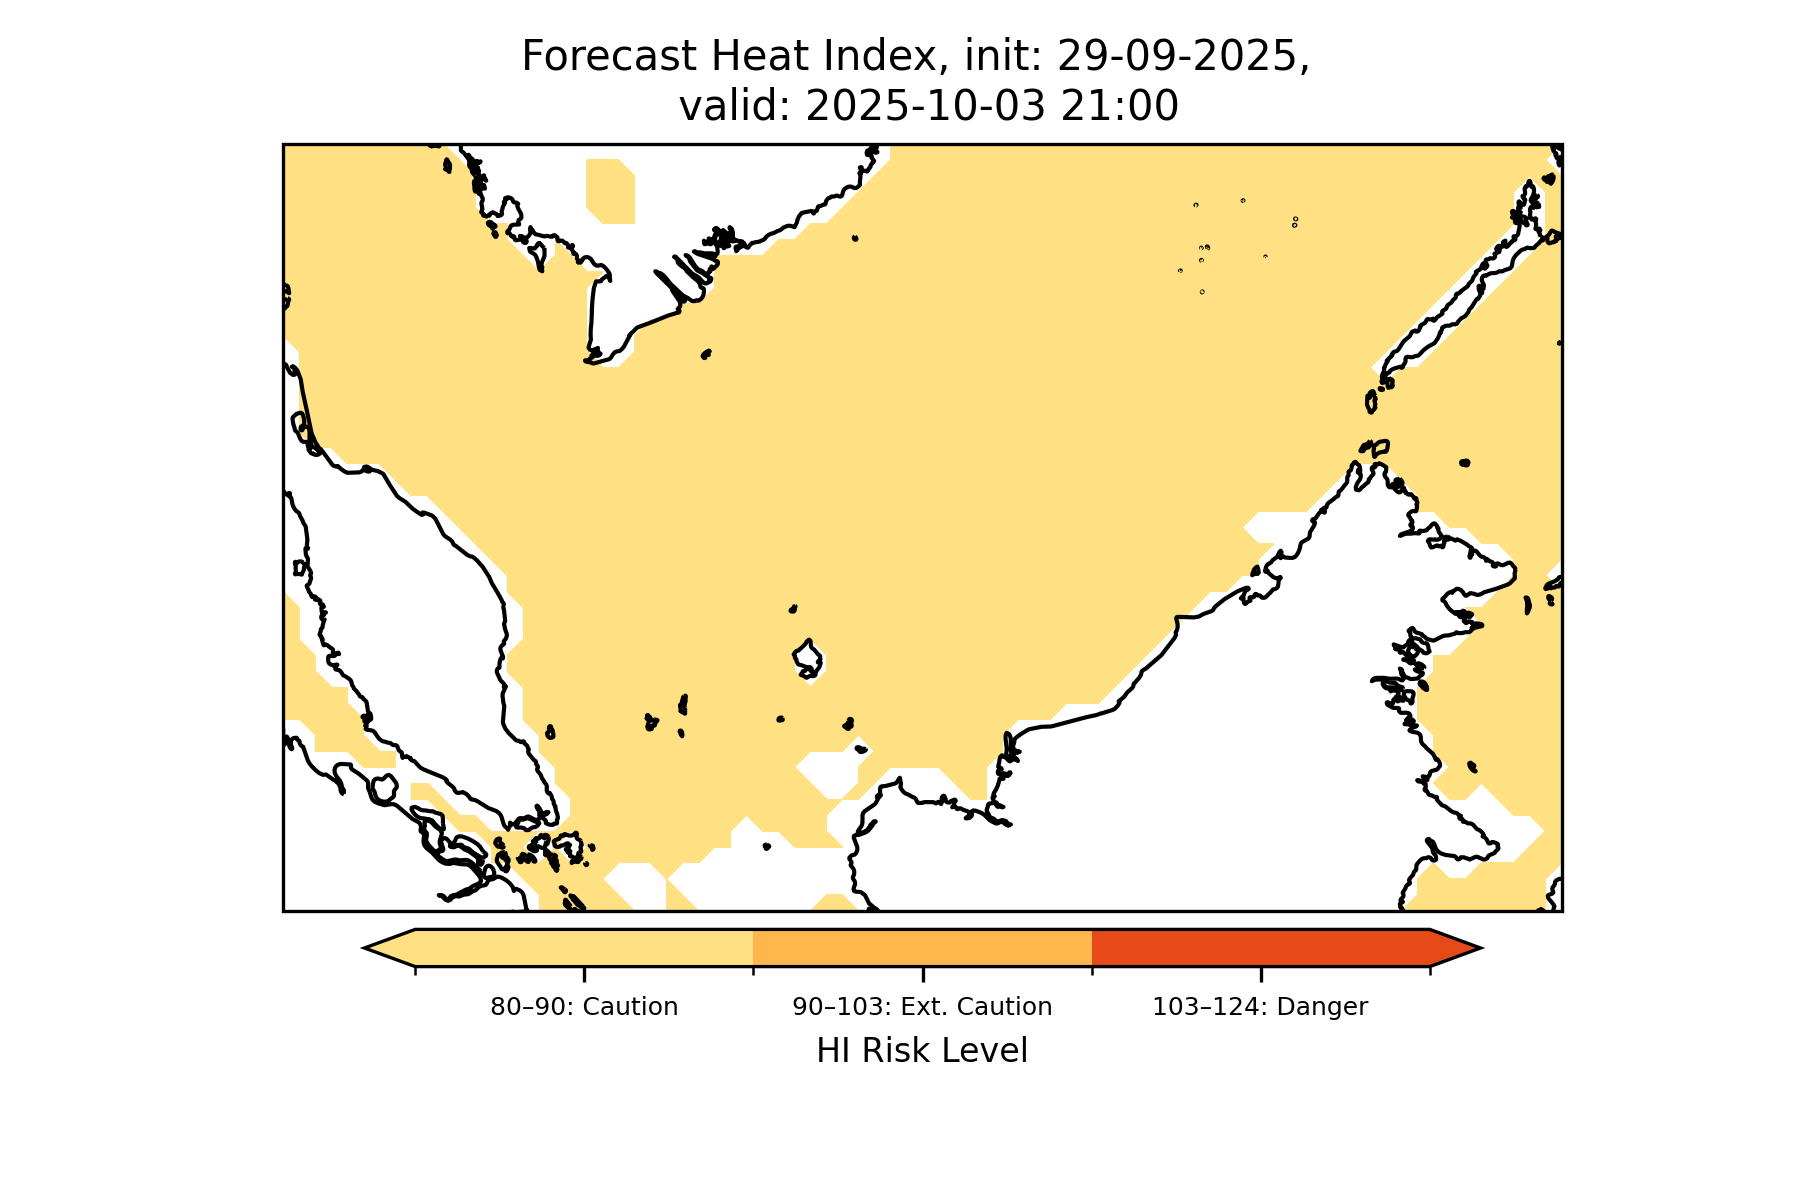 Forecast Heat Index, init: 29-09-2025,
valid: 2025-10-03 21:00
80–90: Caution
90–103: Ext. Caution
103–124: Danger
HI Risk Level